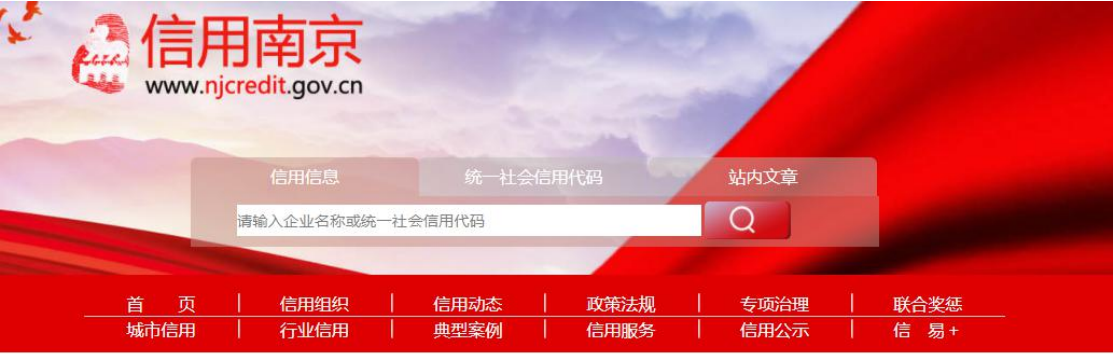 信用南京
www.njcredit.gov.cn
信用信息 统一社会信用代码 站内文章
请输入企业名称或统一社会信用代码
首 页 | 信用组织 | 信用动态 | 政策法规 | 专项治理 | 联合奖惩
城市信用 | 行业信用 | 典型案例 | 信用服务 | 信用公示 | 信 易+